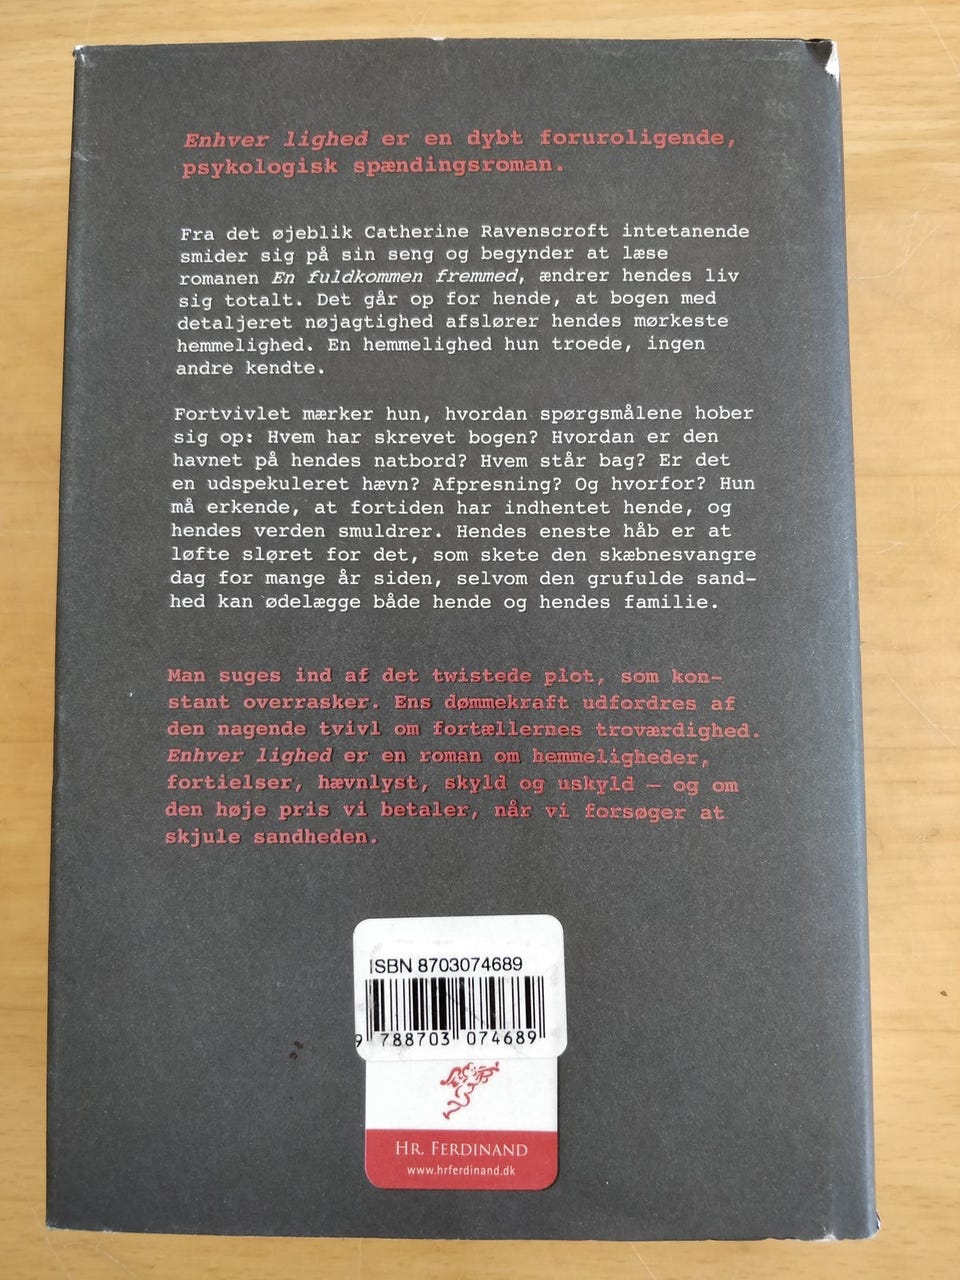 Enhver lighed er en dybt foruroligende,
psykologisk spændingsroman.
Fra det øjeblik Catherine Ravenscroft intetanende
smider sig på sin seng og begynder at læse
romanen En fuldkommen fremmed, ændrer hendes liv
sig totalt. Det går op for hende, at bogen med
detaljeret nøjagtighed afslører hendes mørkeste
hemmelighed. En hemmelighed hun troede, ingen
andre kendte.
Fortvivlet mærker hun, hvordan spørgsmålene hober
sig op: Hvem har skrevet bogen? Hvordan er den
havnet på hendes natbord? Hvem står bag? Er det
en udspekuleret hævn? Afpresning? Og hvorfor? Hun
må erkende, at fortiden har indhentet hende, og
hendes verden smuldrer. Hendes eneste håb er at
løfte sløret for det, som skete den skæbnesvangre
dag for mange år siden, selvom den grufulde sand-
hed kan ødelægge både hende og hendes familie.
Man suges ind af det twistede plot, som kon-
stant overrasker. Ens dømmekraft udfordres af
den nagende tvivl om fortællernes troværdighed.
Enhver lighed er en roman om hemmeligheder,
fortielser, hævnlyst, skyld og uskyld – og om
den høje pris vi betaler, når vi forsøger at
skjule sandheden.
ISBN 8703074689
9 788703 074689
HR. FERDINAND
www.hrferdinand.dk